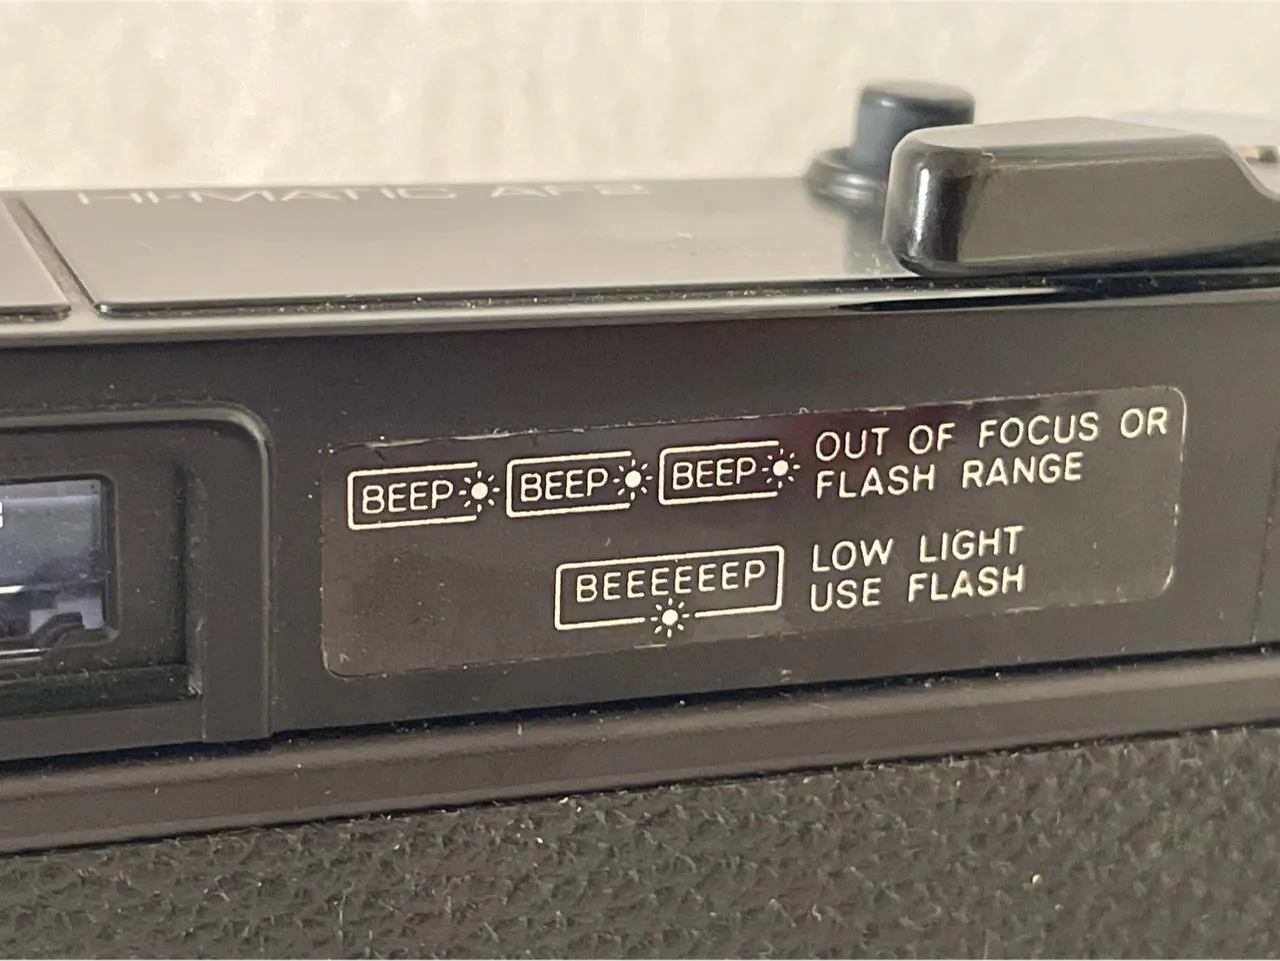 HI-MATIC AF2
BEEP BEEP BEEP OUT OF FOCUS OR
FLASH RANGE
BEEEEEEP LOW LIGHT
USE FLASH